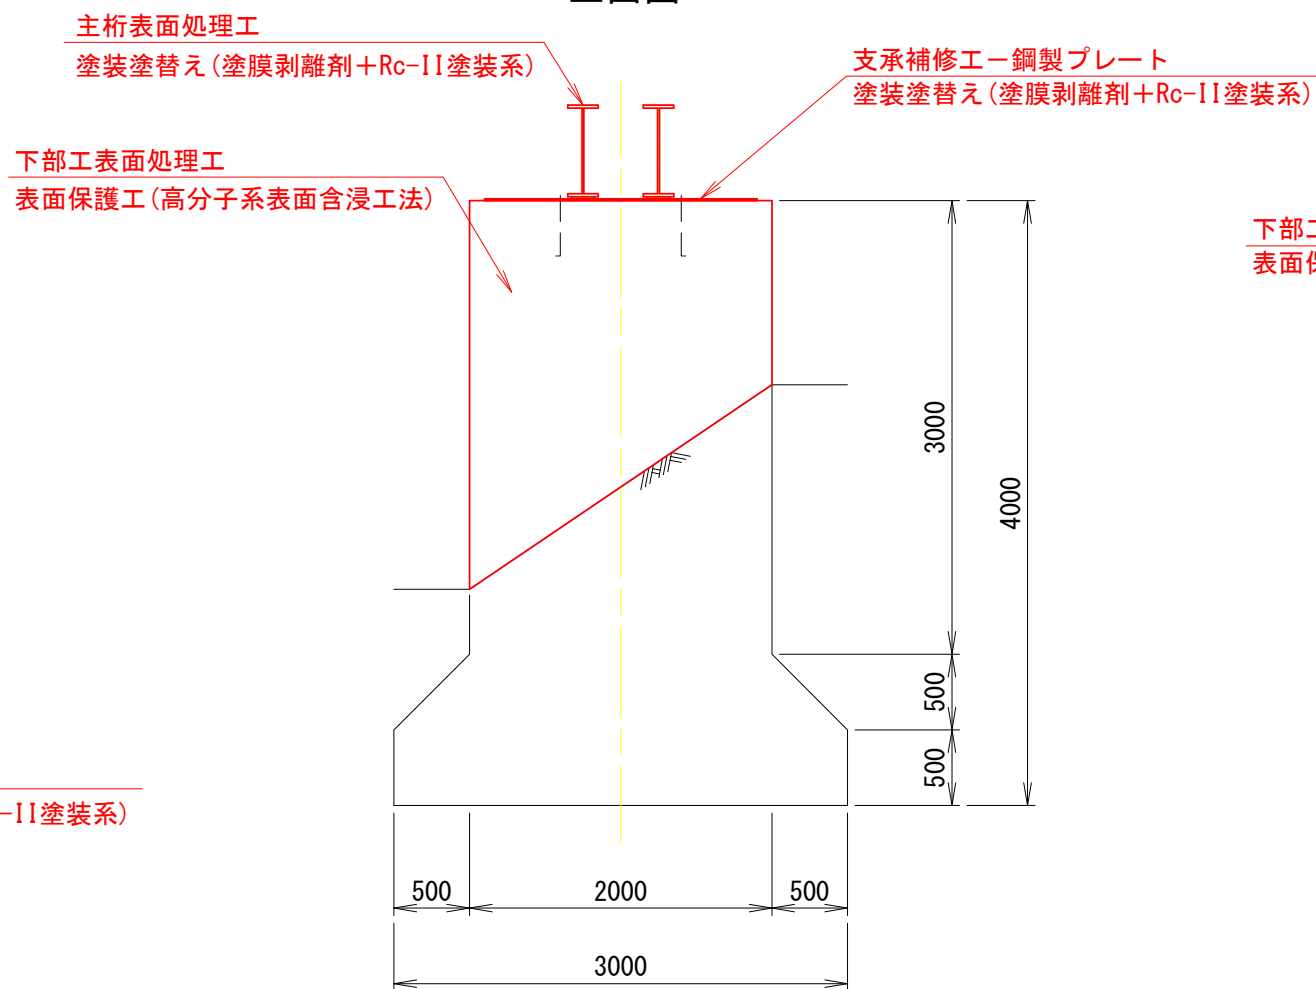 主桁表面処理工
塗装塗替え(塗膜剥離剤+Rc-II塗装系)
支承補修工-鋼製プレート
塗装塗替え(塗膜剥離剤+Rc-II塗装系)
下部工表面処理工
表面保護工(高分子系表面含浸工法)
下部
表面
3000
4000
500
500
-II塗装系)
500
2000
500
3000